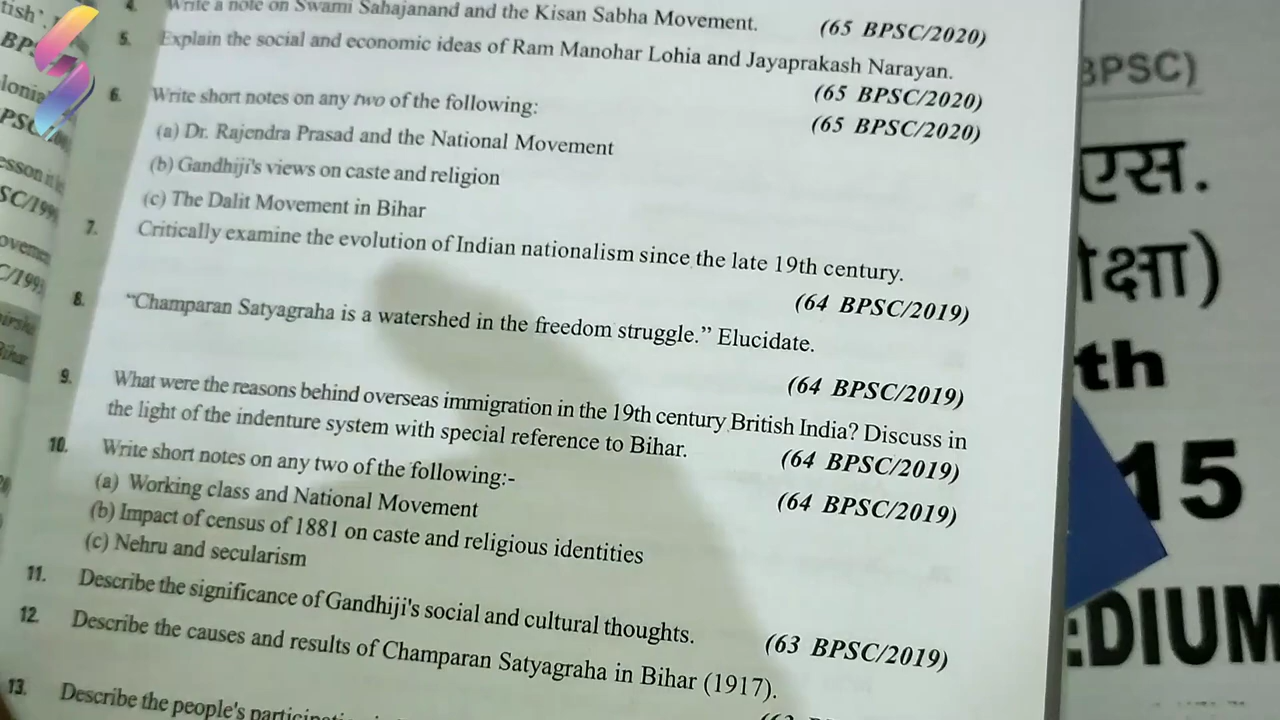 4. Write a note on Swami Sahajanand and the Kisan Sabha Movement. (65 BPSC/2020)
5. Explain the social and economic ideas of Ram Manohar Lohia and Jayaprakash Narayan.
(65 BPSC/2020)
6. Write short notes on any two of the following: (65 BPSC/2020)
(a) Dr. Rajendra Prasad and the National Movement
(b) Gandhiji's views on caste and religion
(c) The Dalit Movement in Bihar
7. Critically examine the evolution of Indian nationalism since the late 19th century.
(64 BPSC/2019)
8. "Champaran Satyagraha is a watershed in the freedom struggle." Elucidate.
(64 BPSC/2019)
9. What were the reasons behind overseas immigration in the 19th century British India? Discuss in
the light of the indenture system with special reference to Bihar. (64 BPSC/2019)
10. Write short notes on any two of the following:- (64 BPSC/2019)
(a) Working class and National Movement
(b) Impact of census of 1881 on caste and religious identities
(c) Nehru and secularism
11. Describe the significance of Gandhiji's social and cultural thoughts.
(63 BPSC/2019)
12. Describe the causes and results of Champaran Satyagraha in Bihar (1917).
13. Describe the people's
BPSC)
एस.
th
15
EDIUM